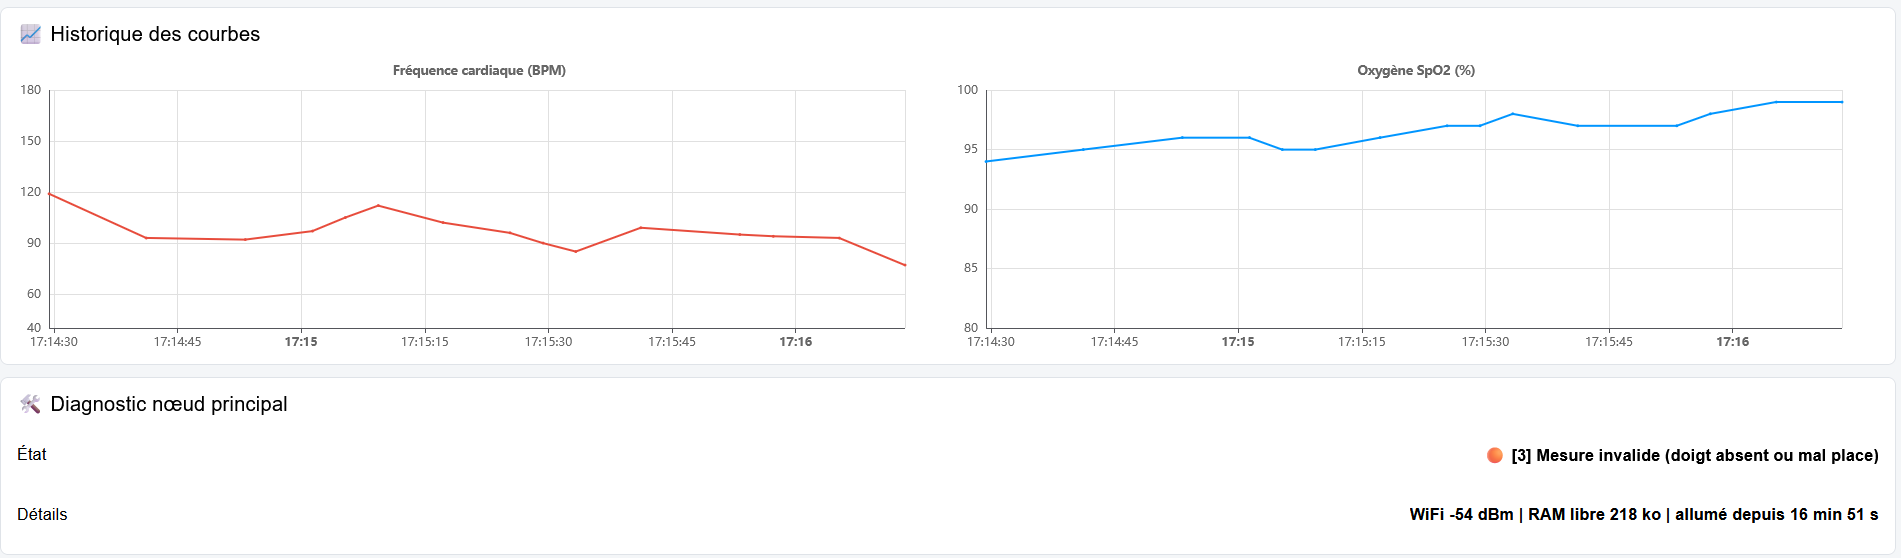 Historique des courbes
Fréquence cardiaque (BPM)
180
150
120
90
60
40
17:14:30 17:14:45 17:15 17:15:15 17:15:30 17:15:45 17:16
Oxygène SpO2 (%)
100
95
90
85
80
17:14:30 17:14:45 17:15 17:15:15 17:15:30 17:15:45 17:16
Diagnostic nœud principal
État [3] Mesure invalide (doigt absent ou mal place)
Détails WiFi -54 dBm | RAM libre 218 ko | allumé depuis 16 min 51 s